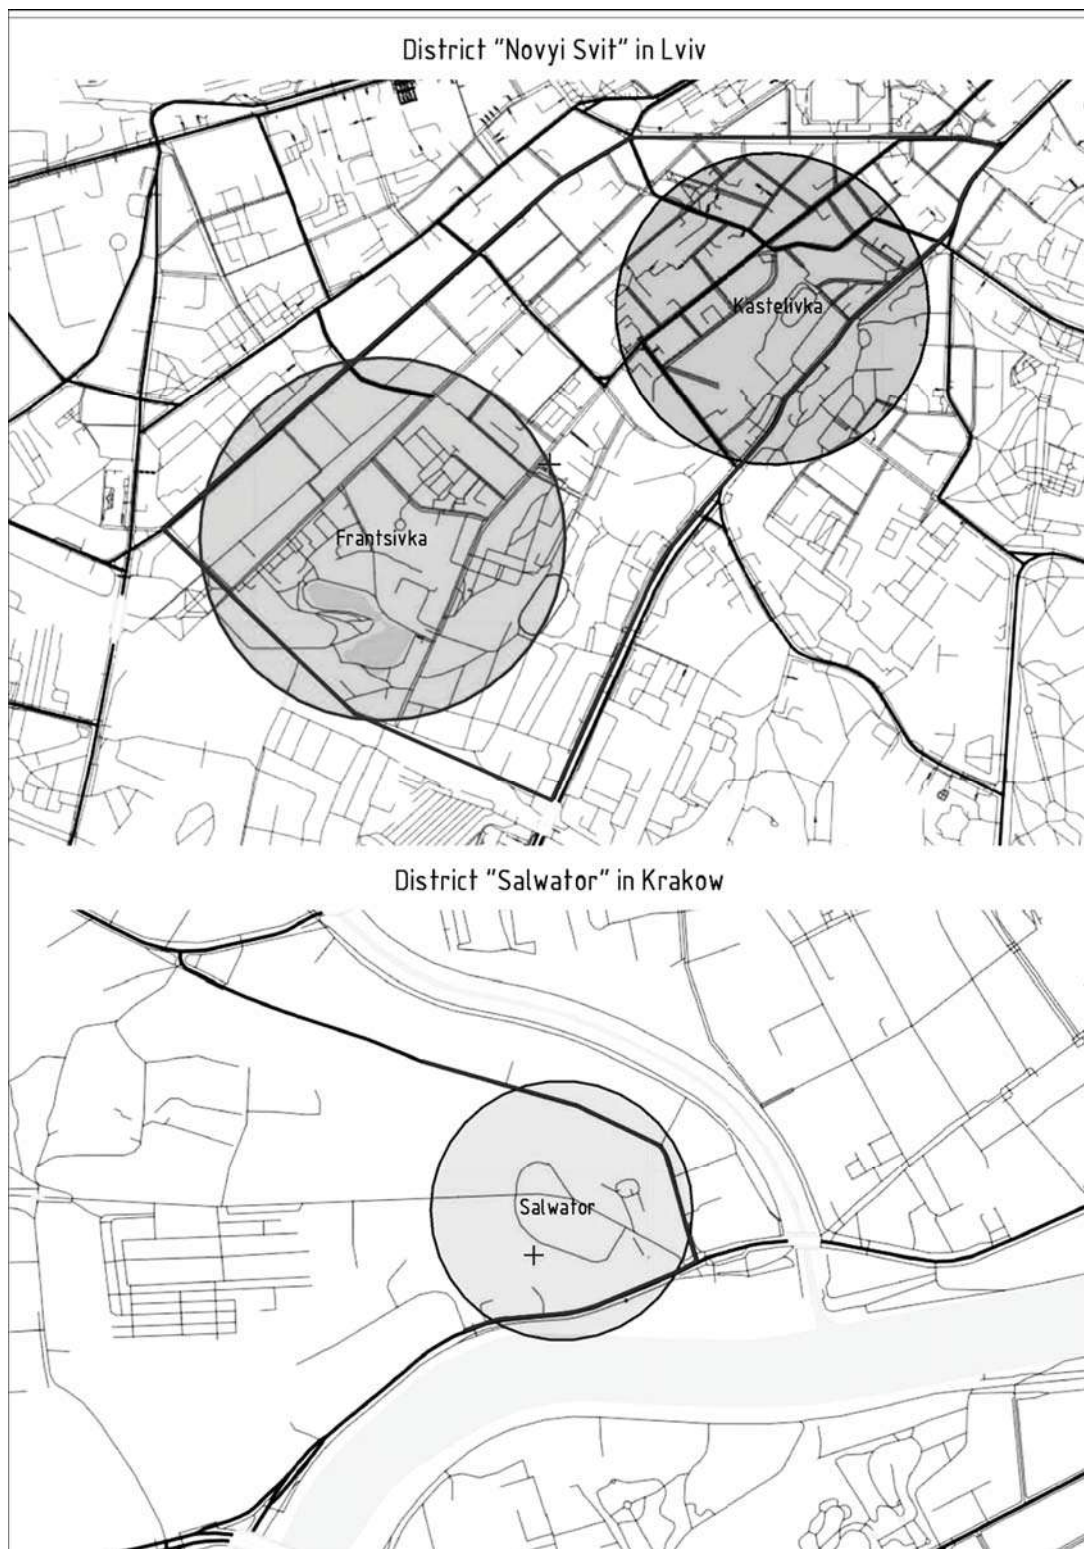 District "Novyi Svit" in Lviv
Kastelivka
Frantsivka
District "Salwator" in Krakow
Salwator